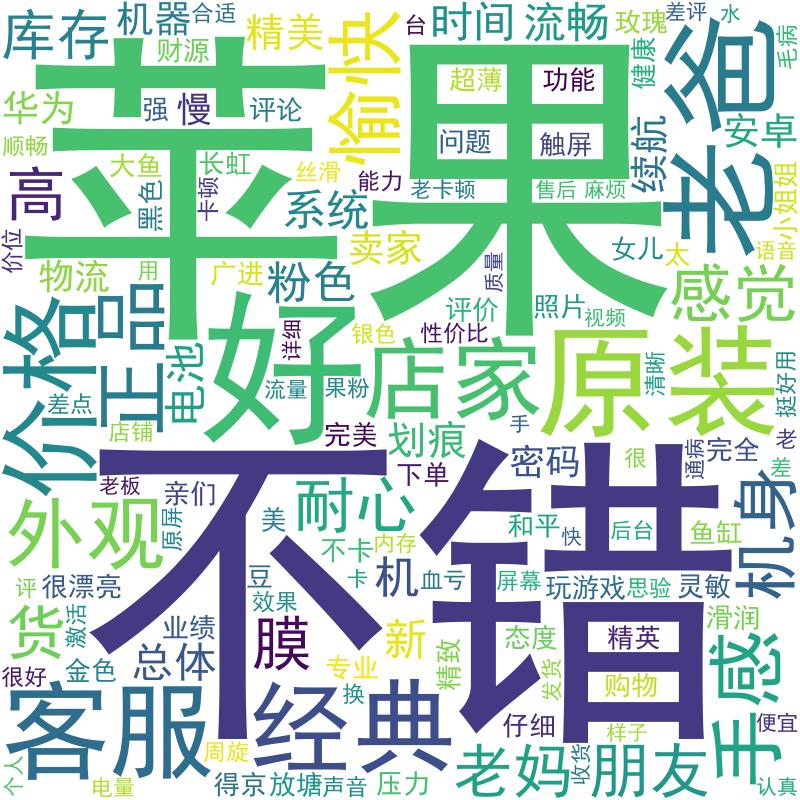 库存
机器
合适
精美
愉快
台
时间
流畅
玫瑰
差评
水
财源
毛病
华为
苹果
超薄
功能
健康
老爸
强
慢
评论
安卓
顺畅
问题
触屏
续航
大鱼
长虹
丝滑
高
黑色
卡顿
能力
老卡顿
售后
麻烦
小姐姐
系统
价位
用
卖家
女儿
太
语音
物流
广进
粉色
质量
感觉
价格
正品
好
详细
评价
照片
视频
银色
性价比
店家
原装
电池
清晰
差点
流量
果粉
挺好用
店铺
完美
划痕
手
老
不错
下单
密码
很
通病
完全
差
老板
亲们
原屏
耐心
外观
美
和平
快
后台
鱼缸
机身
不卡
内存
评
很漂亮
豆
卡
机
血亏
屏幕
玩游戏
思验
灵敏
激活
效果
货
业绩
膜
新
态度
精英
滑润
手感
很好
金色
总体
专业
精致
客服
换
经典
发货
购物
仔细
样子
便宜
周旋
个人
电量
得京
放塘
声音
压力
老妈
收货
朋友
认真